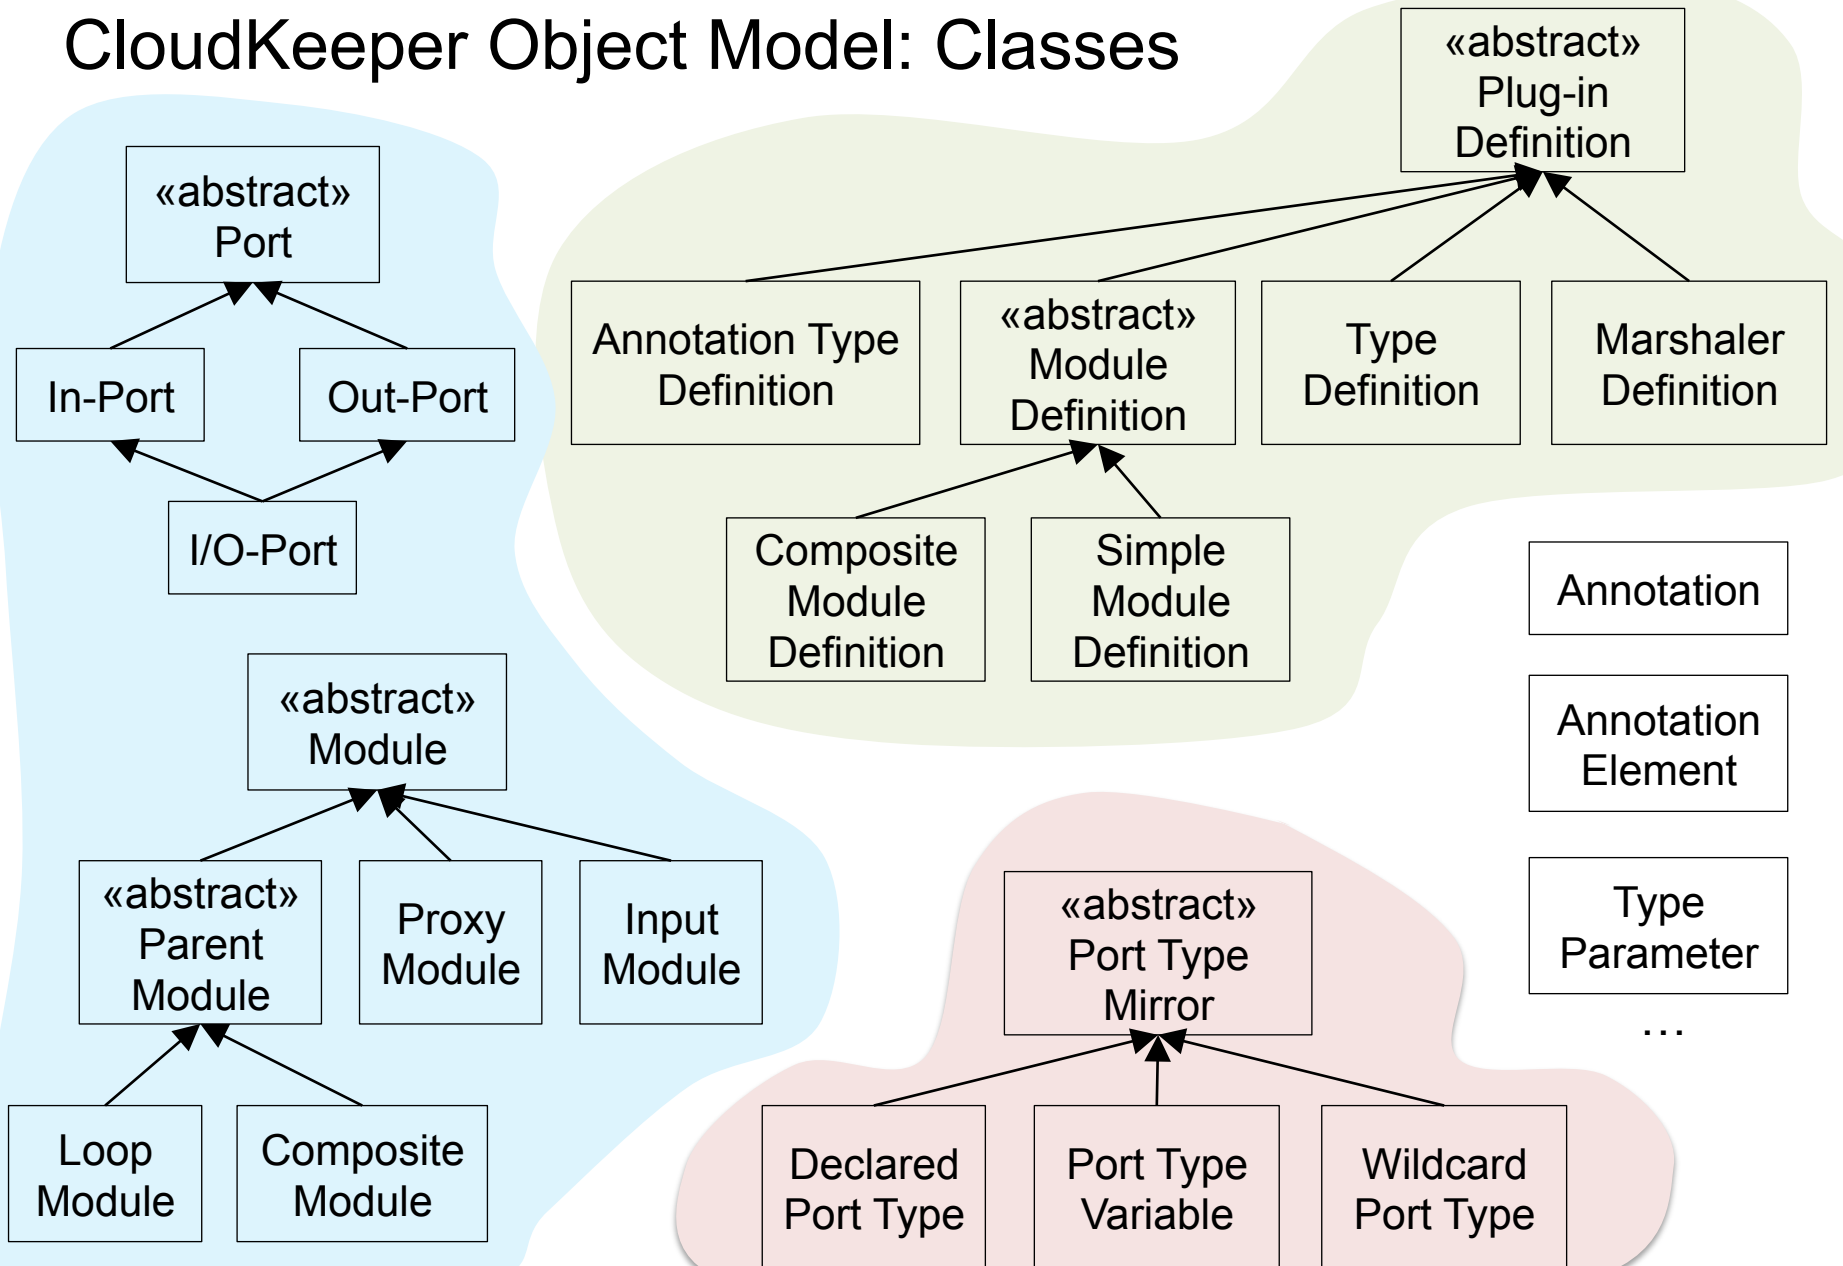 CloudKeeper Object Model: Classes
«abstract»
Plug-in
Definition
«abstract»
Port
In-Port
Out-Port
I/O-Port
Annotation Type
Definition
«abstract»
Module
Definition
Type
Definition
Marshaler
Definition
Composite
Module
Definition
Simple
Module
Definition
Annotation
Annotation
Element
Type
Parameter
…
«abstract»
Module
«abstract»
Parent
Module
Proxy
Module
Input
Module
Loop
Module
Composite
Module
«abstract»
Port Type
Mirror
Declared
Port Type
Port Type
Variable
Wildcard
Port Type